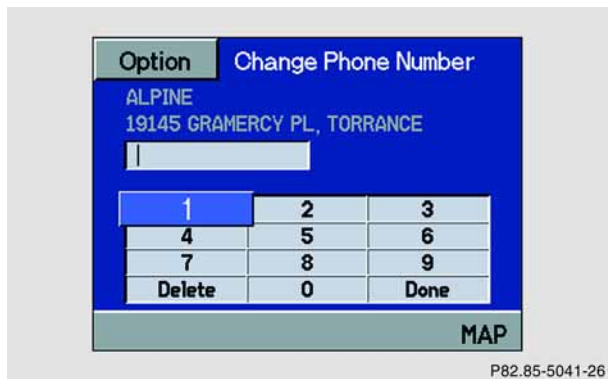 Option Change Phone Number
ALPINE
19145 GRAMERCY PL, TORRANCE
1 2 3
4 5 6
7 8 9
Delete 0 Done
MAP
P82.85-5041-26